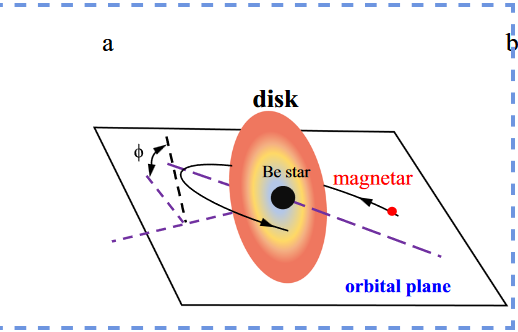 a
b
disk
ϕ
Be star
magnetar
orbital plane